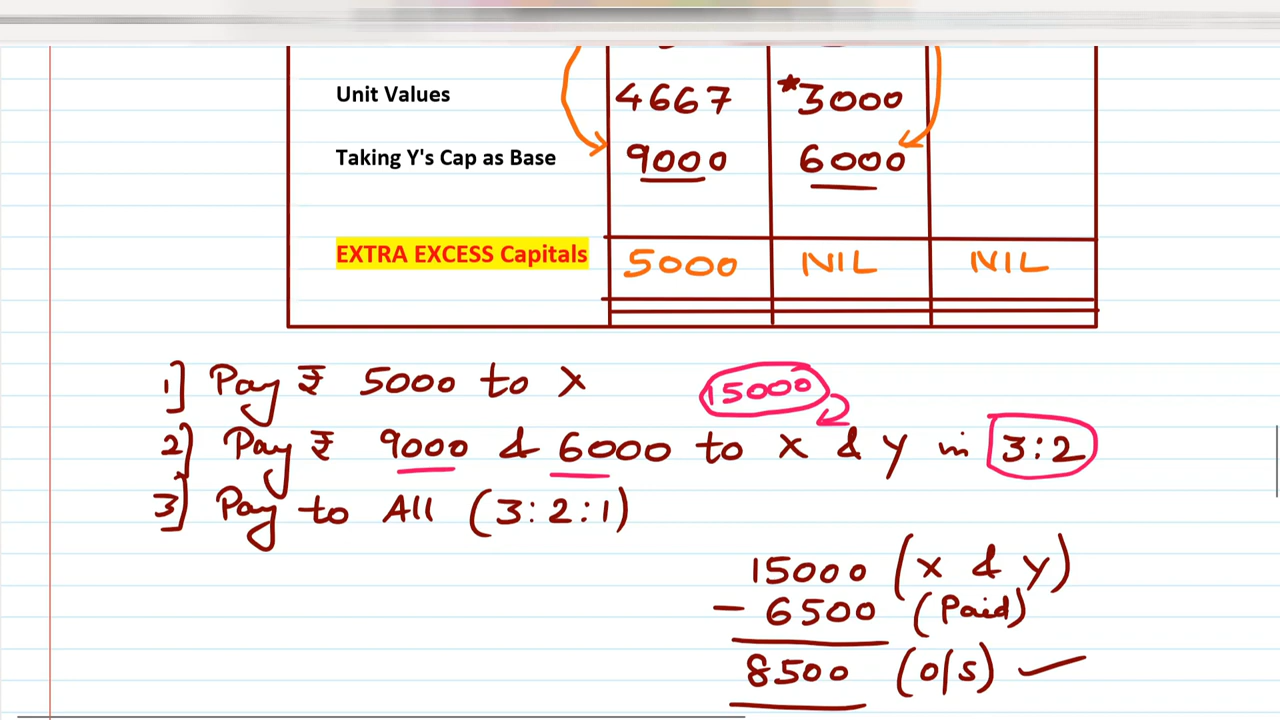 Unit Values 4667 *3000
Taking Y's Cap as Base 9000 6000
EXTRA EXCESS Capitals 5000 NIL NIL
1] Pay ₹ 5000 to X
15000
2] Pay ₹ 9000 & 6000 to X & Y in 3:2
3] Pay to All (3:2:1)
15000 (X & Y)
- 6500 (Paid)
8500 (O/S)